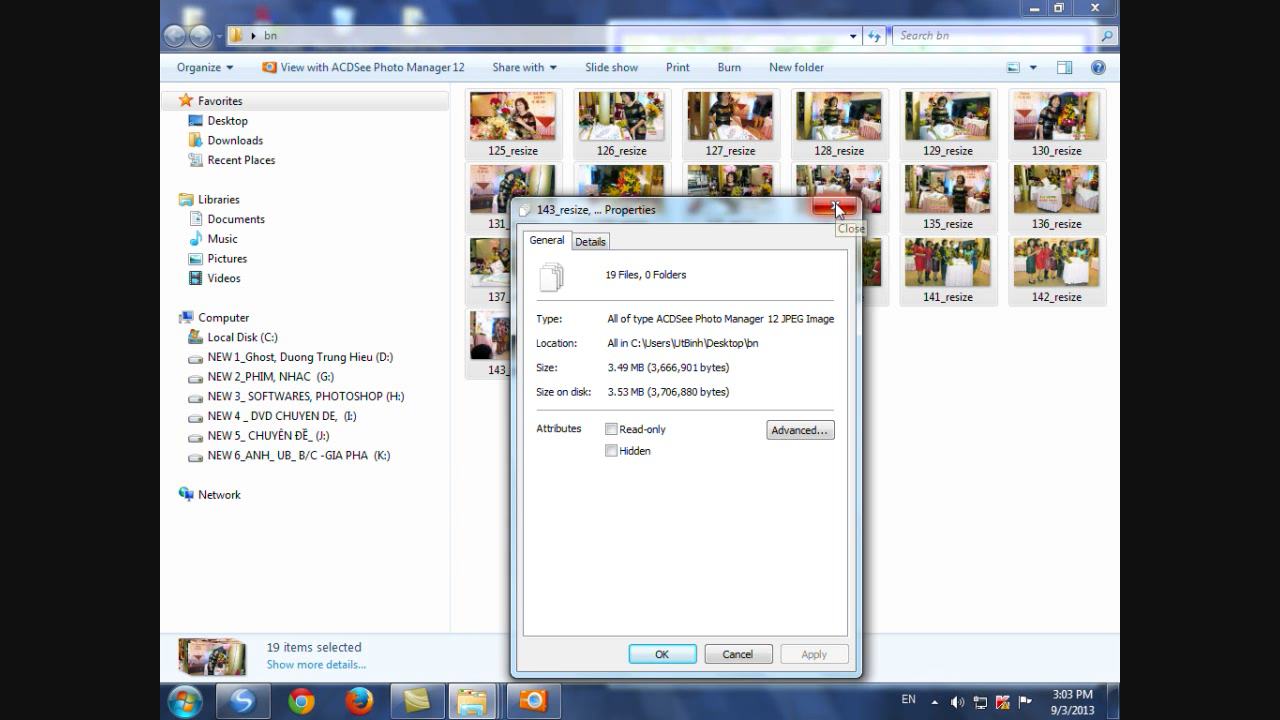 bn
Search bn
Organize
View with ACDSee Photo Manager 12
Share with
Slide show
Print
Burn
New folder
Favorites
Desktop
Downloads
Recent Places
Libraries
Documents
Music
Pictures
Videos
Computer
Local Disk (C:)
NEW 1_Ghost, Duong Trung Hieu (D:)
NEW 2_PHIM, NHAC (G:)
NEW 3_ SOFTWARES, PHOTOSHOP (H:)
NEW 4 _ DVD CHUYEN DE, (I:)
NEW 5_ CHUYÊN ĐỀ_ (J:)
NEW 6_ANH_ UB_ B/C -GIA PHA (K:)
Network
125_resize
126_resize
127_resize
128_resize
129_resize
130_resize
131_
135_resize
136_resize
137_
141_resize
142_resize
143_
143_resize, ... Properties
Close
General
Details
19 Files, 0 Folders
Type: All of type ACDSee Photo Manager 12 JPEG Image
Location: All in C:\Users\UtBinh\Desktop\bn
Size: 3.49 MB (3,666,901 bytes)
Size on disk: 3.53 MB (3,706,880 bytes)
Attributes
Read-only
Advanced...
Hidden
OK
Cancel
Apply
19 items selected
Show more details...
EN
3:03 PM
9/3/2013